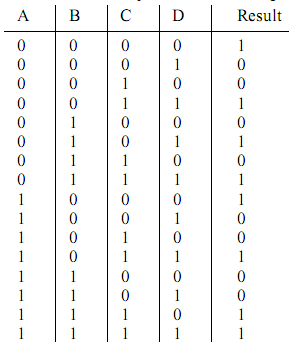 A B C D Result
0 0 0 0 1
0 0 0 1 0
0 0 1 0 0
0 0 1 1 1
0 1 0 0 0
0 1 0 1 1
0 1 1 0 0
0 1 1 1 1
1 0 0 0 1
1 0 0 1 0
1 0 1 0 0
1 0 1 1 1
1 1 0 0 0
1 1 0 1 0
1 1 1 0 1
1 1 1 1 1